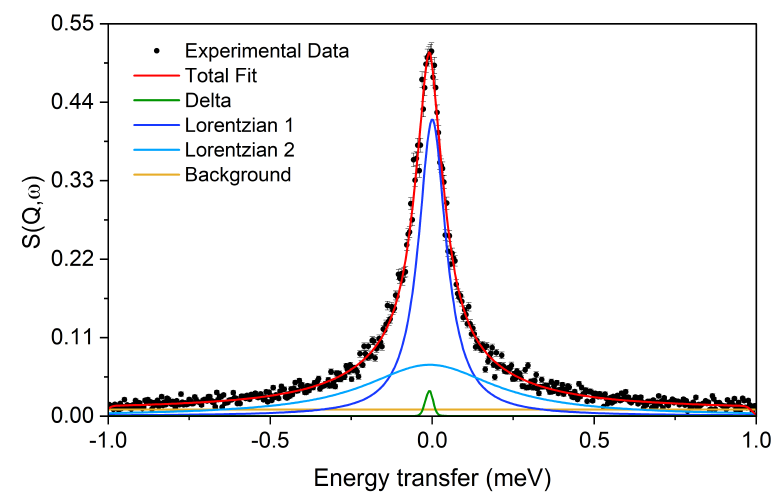 0.55
0.44
0.33
0.22
0.11
0.00
S(Q,ω)
Experimental Data
Total Fit
Delta
Lorentzian 1
Lorentzian 2
Background
-1.0 -0.5 0.0 0.5 1.0
Energy transfer (meV)